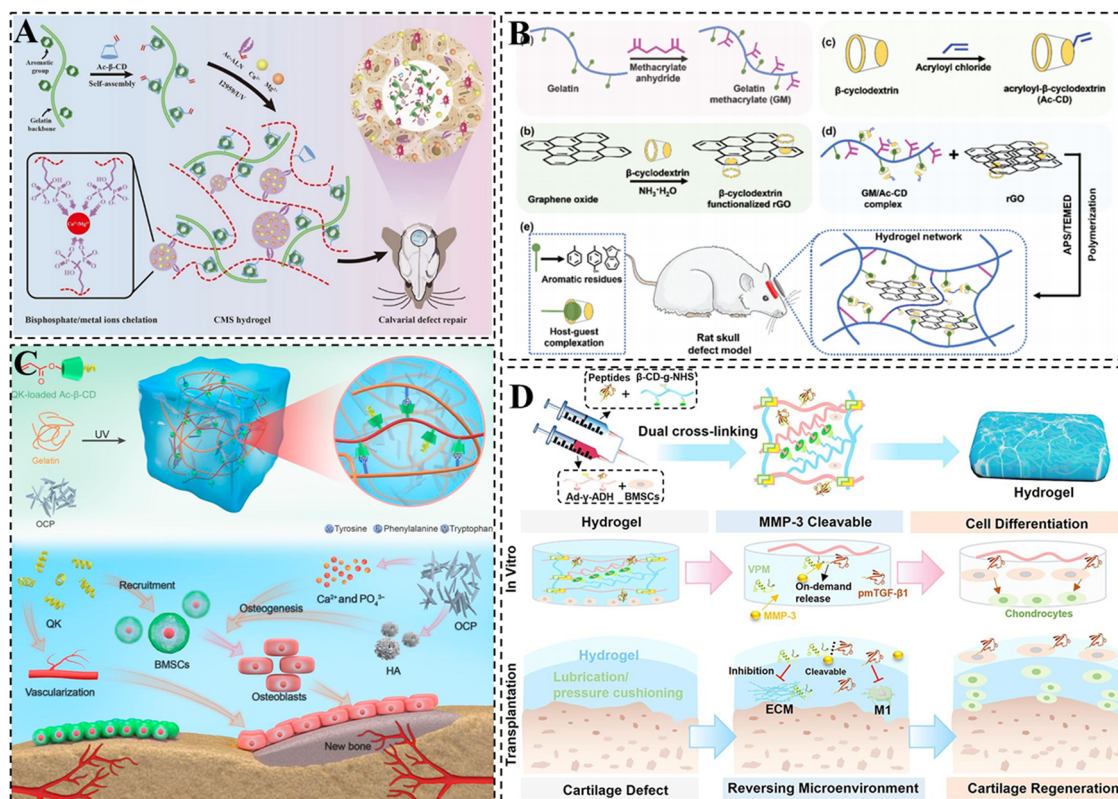 A
Aromatic group
Ac-β-CD
Self-assembly
Gelatin backbone
Ac-ALN
Ca²⁺
Mg²⁺
I2959/UV
Ca²⁺/Mg²⁺
Bisphosphate/metal ions chelation
CMS hydrogel
Calvarial defect repair
B
Gelatin
Methacrylate anhydride
Gelatin methacrylate (GM)
(c)
β-cyclodextrin
Acryloyl chloride
acryloyl-β-cyclodextrin (Ac-CD)
(b)
Graphene oxide
β-cyclodextrin
NH₃·H₂O
β-cyclodextrin functionalized rGO
(d)
GM/Ac-CD complex
+
rGO
APS/TEMED
Polymerization
(e)
Aromatic residues
Host-guest complexation
Rat skull defect model
Hydrogel network
C
QK-loaded Ac-β-CD
Gelatin
UV
OCP
Tyrosine
Phenylalanine
Tryptophan
QK
Recruitment
BMSCs
Vascularization
Osteogenesis
Ca²⁺ and PO₄³⁻
OCP
HA
Osteoblasts
New bone
D
Peptides
β-CD-g-NHS
+
Dual cross-linking
Ad-γ-ADH
+
BMSCs
Hydrogel
Hydrogel
MMP-3 Cleavable
Cell Differentiation
In Vitro
VPM
On-demand release
pmTGF-β1
MMP-3
Chondrocytes
Transplantation
Hydrogel
Lubrication/
pressure cushioning
Inhibition
Cleavable
ECM
M1
Cartilage Defect
Reversing Microenvironment
Cartilage Regeneration